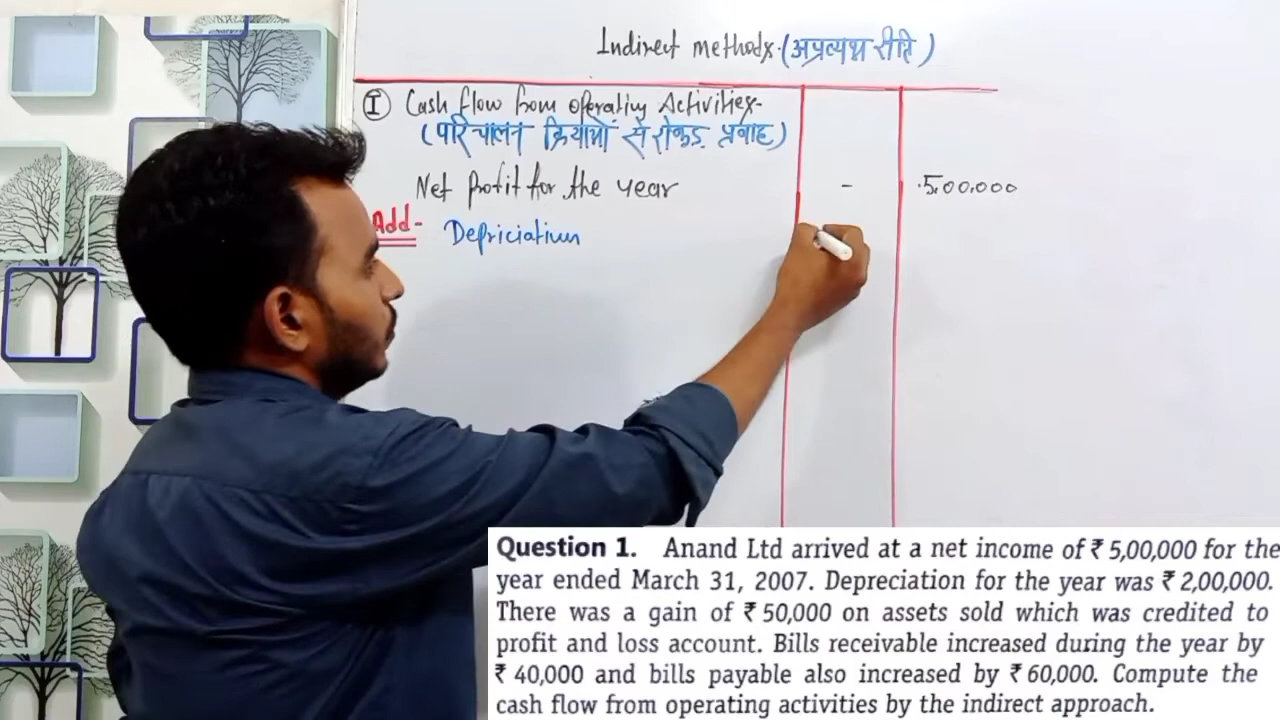 Indirect method × (अप्रत्यक्ष रीति)
I Cash flow from operating Activities-
(परिचालन क्रियाओं से रोकड़ प्रवाह)
Net Profit for the year - 5,00,000
Add- Depriciation
Question 1. Anand Ltd arrived at a net income of ₹ 5,00,000 for the
year ended March 31, 2007. Depreciation for the year was ₹ 2,00,000.
There was a gain of ₹ 50,000 on assets sold which was credited to
profit and loss account. Bills receivable increased during the year by
₹ 40,000 and bills payable also increased by ₹ 60,000. Compute the
cash flow from operating activities by the indirect approach.